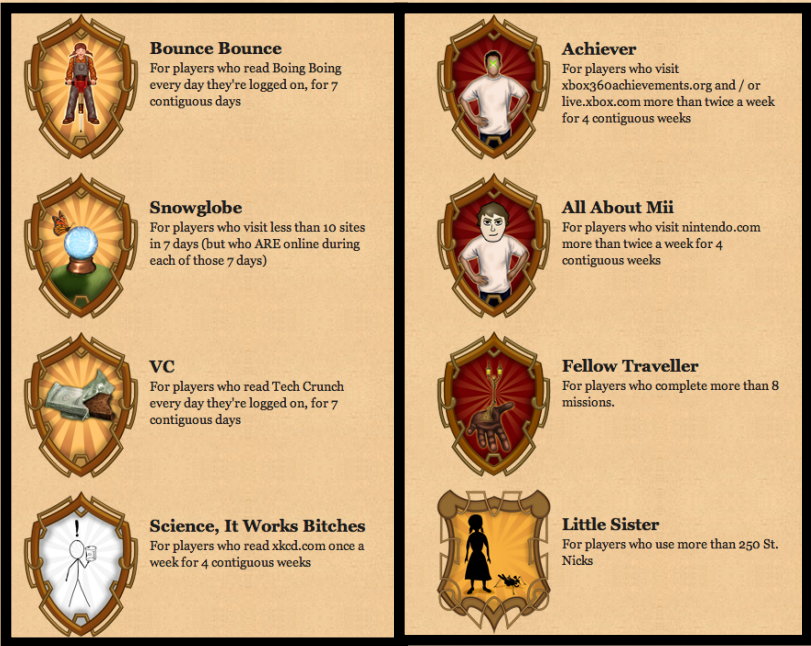 Bounce Bounce
For players who read Boing Boing
every day they're logged on, for 7
contiguous days
Snowglobe
For players who visit less than 10 sites
in 7 days (but who ARE online during
each of those 7 days)
VC
For players who read Tech Crunch
every day they're logged on, for 7
contiguous days
!
Science, It Works Bitches
For players who read xkcd.com once a
week for 4 contiguous weeks
Achiever
For players who visit
xbox360achievements.org and / or
live.xbox.com more than twice a week
for 4 contiguous weeks
All About Mii
For players who visit nintendo.com
more than twice a week for 4
contiguous weeks
Fellow Traveller
For players who complete more than 8
missions.
Little Sister
For players who use more than 250 St.
Nicks